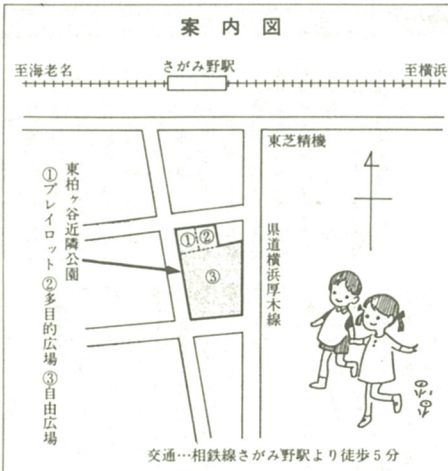 案内図
至海老名
さがみ野駅
至横浜
東芝精機
県道横浜厚木線
東柏ヶ谷近隣公園
①プレイロット ②多目的広場 ③自由広場
①
②
③
交通…相鉄線さがみ野駅より徒歩5分